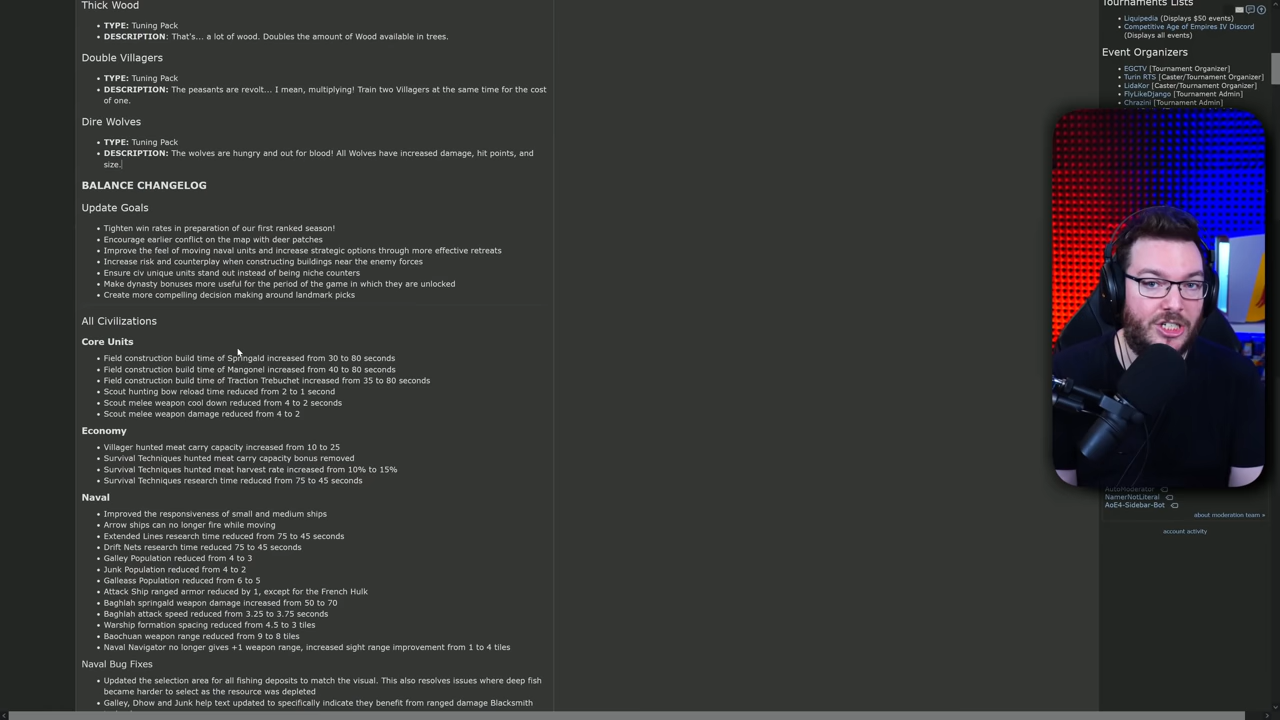 Thick Wood
• TYPE: Tuning Pack
• DESCRIPTION: That's... a lot of wood. Doubles the amount of Wood available in trees.
Double Villagers
• TYPE: Tuning Pack
• DESCRIPTION: The peasants are revolt... I mean, multiplying! Train two Villagers at the same time for the cost
of one.
Dire Wolves
• TYPE: Tuning Pack
• DESCRIPTION: The wolves are hungry and out for blood! All Wolves have increased damage, hit points, and
size.
BALANCE CHANGELOG
Update Goals
• Tighten win rates in preparation of our first ranked season!
• Encourage earlier conflict on the map with deer patches
• Improve the feel of moving naval units and increase strategic options through more effective retreats
• Increase risk and counterplay when constructing buildings near the enemy forces
• Ensure civ unique units stand out instead of being niche counters
• Make dynasty bonuses more useful for the period of the game in which they are unlocked
• Create more compelling decision making around landmark picks
All Civilizations
Core Units
• Field construction build time of Springald increased from 30 to 80 seconds
• Field construction build time of Mangonel increased from 40 to 80 seconds
• Field construction build time of Traction Trebuchet increased from 35 to 80 seconds
• Scout hunting bow reload time reduced from 2 to 1 second
• Scout melee weapon cool down reduced from 4 to 2 seconds
• Scout melee weapon damage reduced from 4 to 2
Economy
• Villager hunted meat carry capacity increased from 10 to 25
• Survival Techniques hunted meat carry capacity bonus removed
• Survival Techniques hunted meat harvest rate increased from 10% to 15%
• Survival Techniques research time reduced from 75 to 45 seconds
Naval
• Improved the responsiveness of small and medium ships
• Arrow ships can no longer fire while moving
• Extended Lines research time reduced from 75 to 45 seconds
• Drift Nets research time reduced 75 to 45 seconds
• Galley Population reduced from 4 to 3
• Junk Population reduced from 4 to 2
• Galleass Population reduced from 6 to 5
• Attack Ship ranged armor reduced by 1, except for the French Hulk
• Baghlah springald weapon damage increased from 50 to 70
• Baghlah attack speed reduced from 3.25 to 3.75 seconds
• Warship formation spacing reduced from 4.5 to 3 tiles
• Baochuan weapon range reduced from 9 to 8 tiles
• Naval Navigator no longer gives +1 weapon range, increased sight range improvement from 1 to 4 tiles
Naval Bug Fixes
• Updated the selection area for all fishing deposits to match the visual. This also resolves issues where deep fish
became harder to select as the resource was depleted
• Galley, Dhow and Junk help text updated to specifically indicate they benefit from ranged damage Blacksmith
Tournaments Lists
• Liquipedia (Displays $50 events)
• Competitive Age of Empires IV Discord
(Displays all events)
Event Organizers
• EGCTV [Tournament Organizer]
• Turin RTS [Caster/Tournament Organizer]
• LidaKor [Caster/Tournament Organizer]
• FlyLikeDjango [Tournament Admin]
• Chrazini [Tournament Admin]
AutoModerator
NamerNotLiteral
AoE4-Sidebar-Bot
about moderation team »
account activity